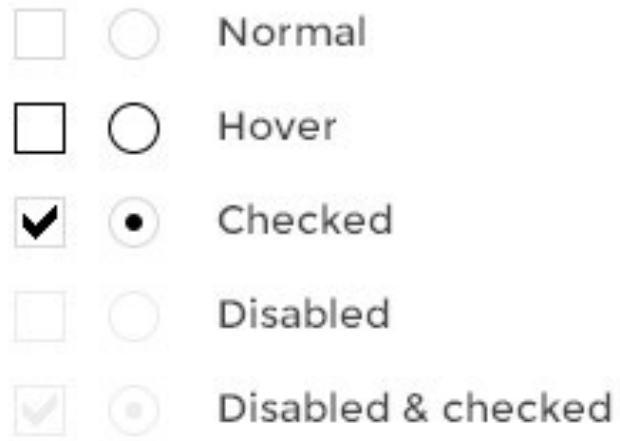 Normal
Hover
Checked
Disabled
Disabled & checked